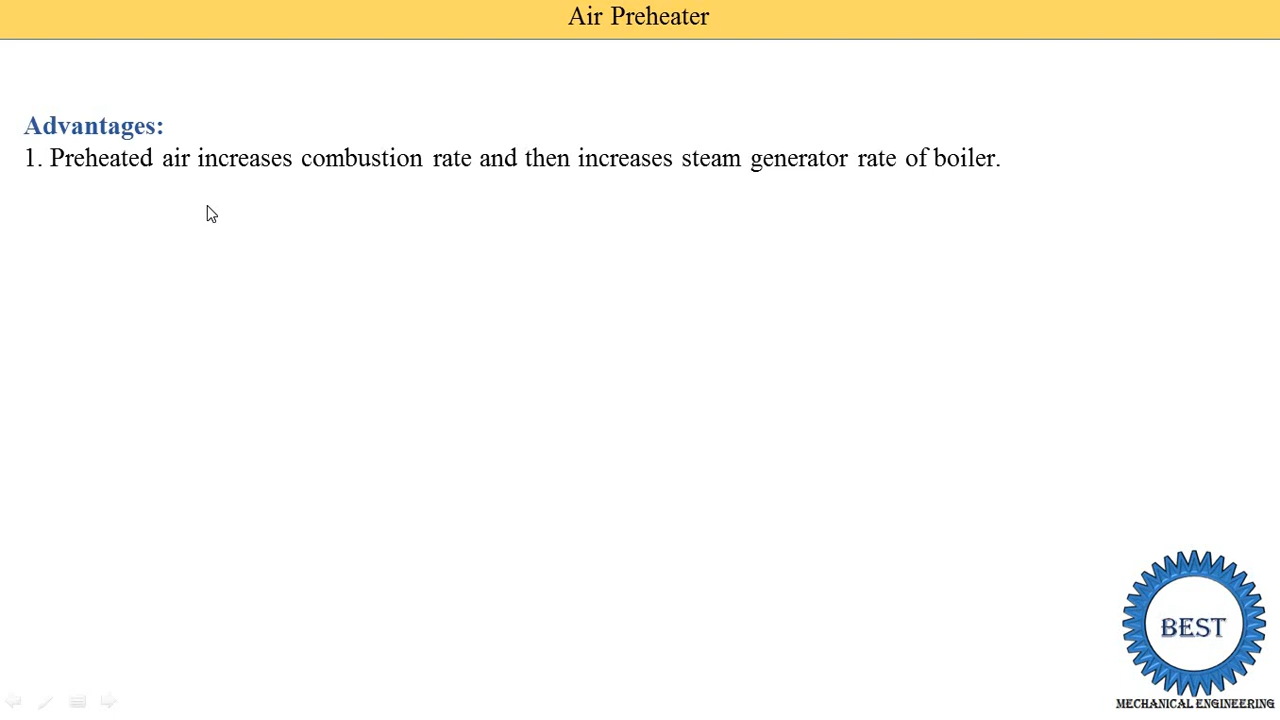 Air Preheater
Advantages:
1. Preheated air increases combustion rate and then increases steam generator rate of boiler.
BEST
MECHANICAL ENGINEERING